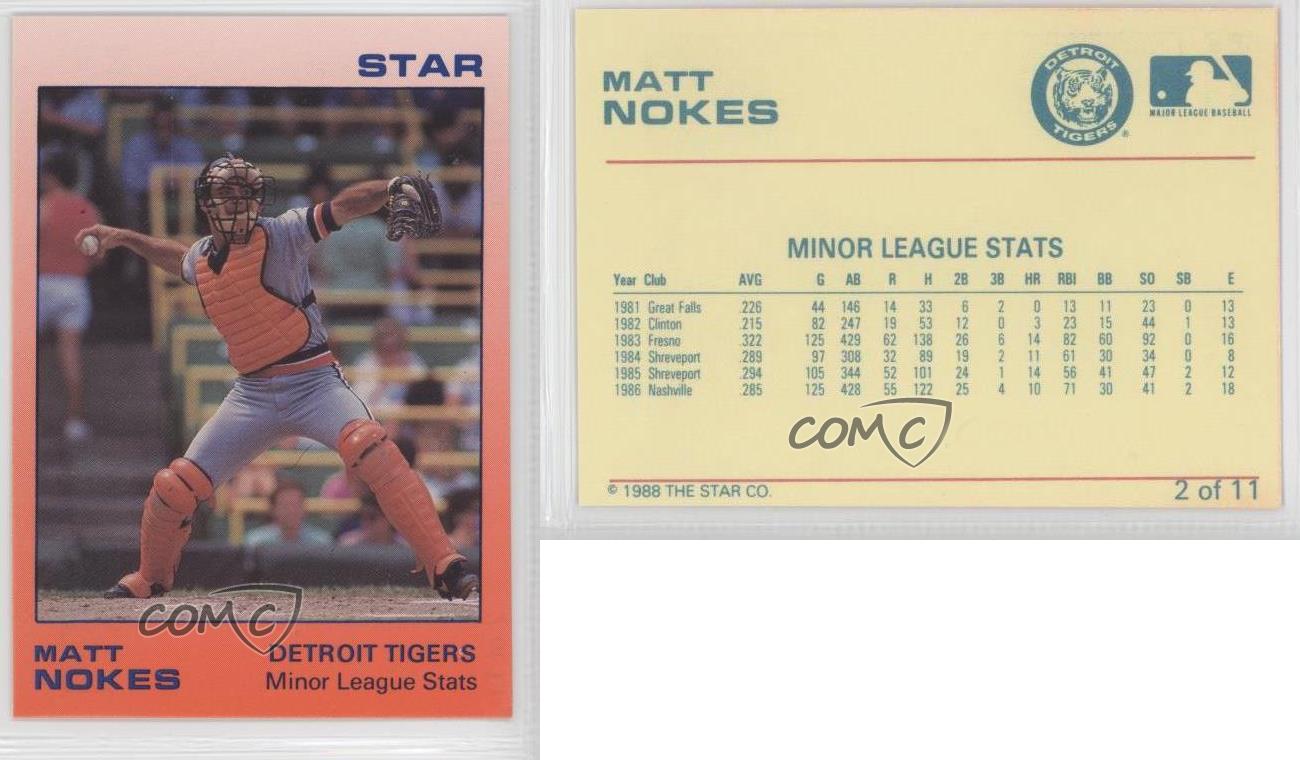 STAR
COMC
MATT
NOKES
DETROIT TIGERS
Minor League Stats
MATT
NOKES
DETROIT
TIGERS
®
MAJOR LEAGUE BASEBALL
MINOR LEAGUE STATS
Year Club AVG G AB R H 2B 3B HR RBI BB SO SB E
1981 Great Falls .226 44 146 14 33 6 2 0 13 11 23 0 13
1982 Clinton .215 82 247 19 53 12 0 3 23 15 44 1 13
1983 Fresno .322 125 429 62 138 26 6 14 82 60 92 0 16
1984 Shreveport .289 97 308 32 89 19 2 11 61 30 34 0 8
1985 Shreveport .294 105 344 52 101 24 1 14 56 41 47 2 12
1986 Nashville .285 125 428 55 122 25 4 10 71 30 41 2 18
COMC
© 1988 THE STAR CO.
2 of 11